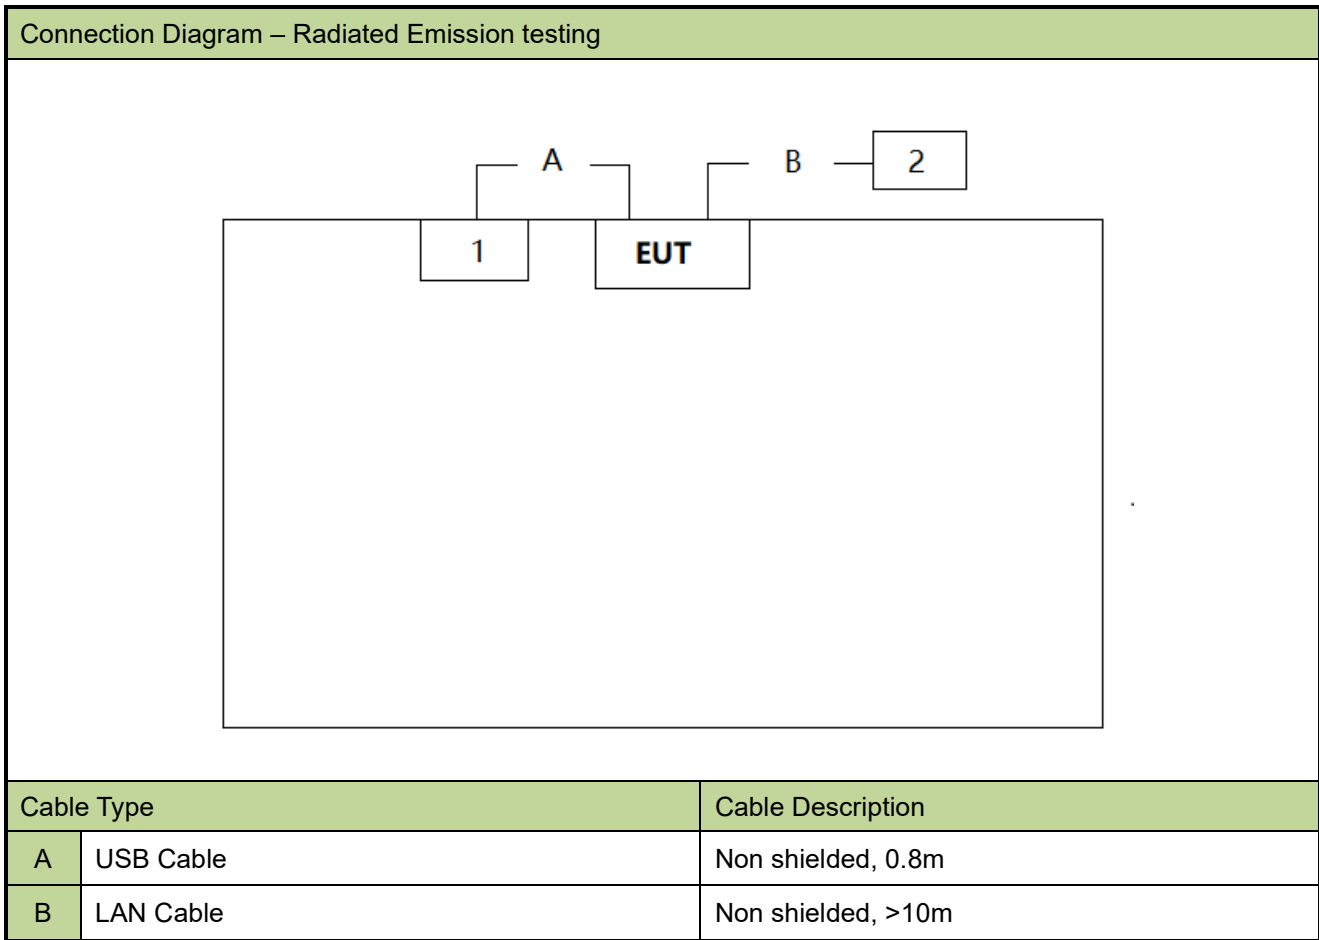 Connection Diagram – Radiated Emission testing
A B 2
1 EUT
Cable Type Cable Description
A USB Cable Non shielded, 0.8m
B LAN Cable Non shielded, >10m